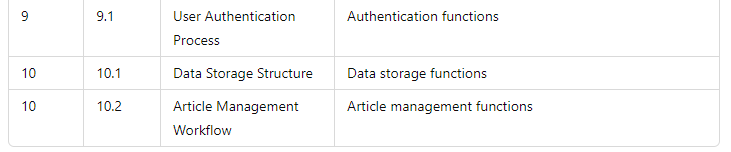 9 9.1 User Authentication Authentication functions
Process
10 10.1 Data Storage Structure Data storage functions
10 10.2 Article Management Article management functions
Workflow